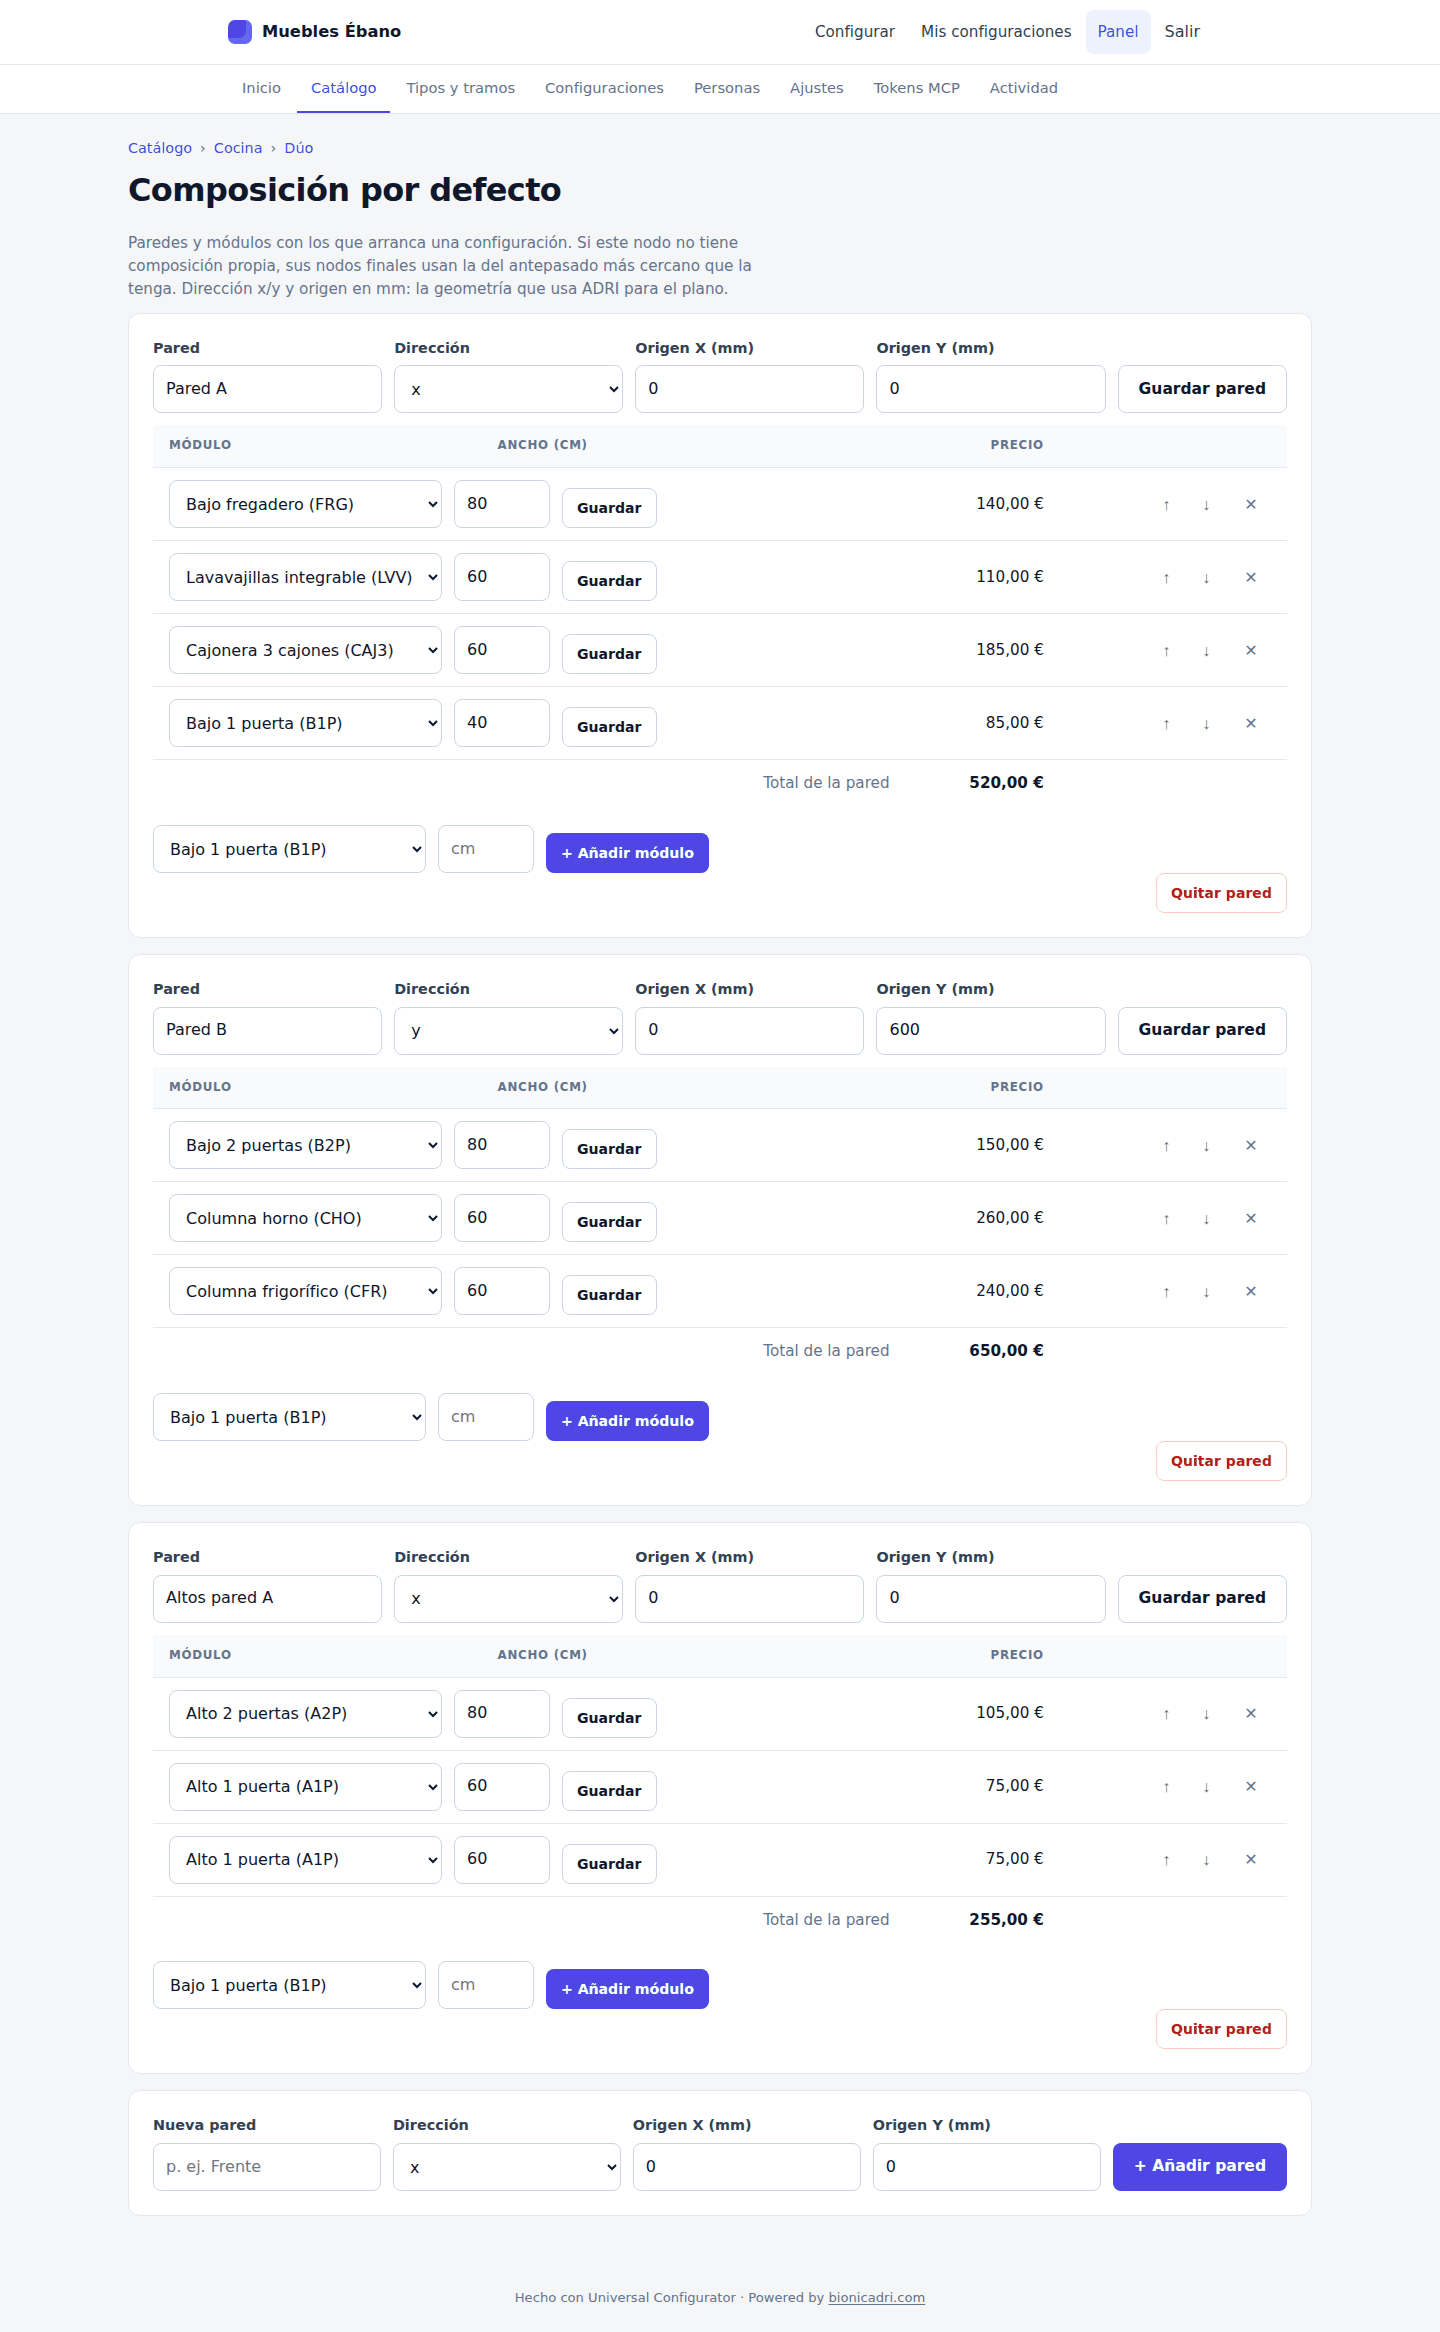 Muebles Ébano
Configurar Mis configuraciones Panel Salir
Inicio Catálogo Tipos y tramos Configuraciones Personas Ajustes Tokens MCP Actividad
Catálogo › Cocina › Dúo
Composición por defecto
Paredes y módulos con los que arranca una configuración. Si este nodo no tiene
composición propia, sus nodos finales usan la del antepasado más cercano que la
tenga. Dirección x/y y origen en mm: la geometría que usa ADRI para el plano.
Pared Dirección Origen X (mm) Origen Y (mm)
Pared A x 0 0 Guardar pared
MÓDULO ANCHO (CM) PRECIO
Bajo fregadero (FRG) 80 Guardar 140,00 € ↑ ↓ ✕
Lavavajillas integrable (LVV) 60 Guardar 110,00 € ↑ ↓ ✕
Cajonera 3 cajones (CAJ3) 60 Guardar 185,00 € ↑ ↓ ✕
Bajo 1 puerta (B1P) 40 Guardar 85,00 € ↑ ↓ ✕
Total de la pared 520,00 €
Bajo 1 puerta (B1P) cm + Añadir módulo
Quitar pared
Pared Dirección Origen X (mm) Origen Y (mm)
Pared B y 0 600 Guardar pared
MÓDULO ANCHO (CM) PRECIO
Bajo 2 puertas (B2P) 80 Guardar 150,00 € ↑ ↓ ✕
Columna horno (CHO) 60 Guardar 260,00 € ↑ ↓ ✕
Columna frigorífico (CFR) 60 Guardar 240,00 € ↑ ↓ ✕
Total de la pared 650,00 €
Bajo 1 puerta (B1P) cm + Añadir módulo
Quitar pared
Pared Dirección Origen X (mm) Origen Y (mm)
Altos pared A x 0 0 Guardar pared
MÓDULO ANCHO (CM) PRECIO
Alto 2 puertas (A2P) 80 Guardar 105,00 € ↑ ↓ ✕
Alto 1 puerta (A1P) 60 Guardar 75,00 € ↑ ↓ ✕
Alto 1 puerta (A1P) 60 Guardar 75,00 € ↑ ↓ ✕
Total de la pared 255,00 €
Bajo 1 puerta (B1P) cm + Añadir módulo
Quitar pared
Nueva pared Dirección Origen X (mm) Origen Y (mm)
p. ej. Frente x 0 0 + Añadir pared
Hecho con Universal Configurator · Powered by bionicadri.com